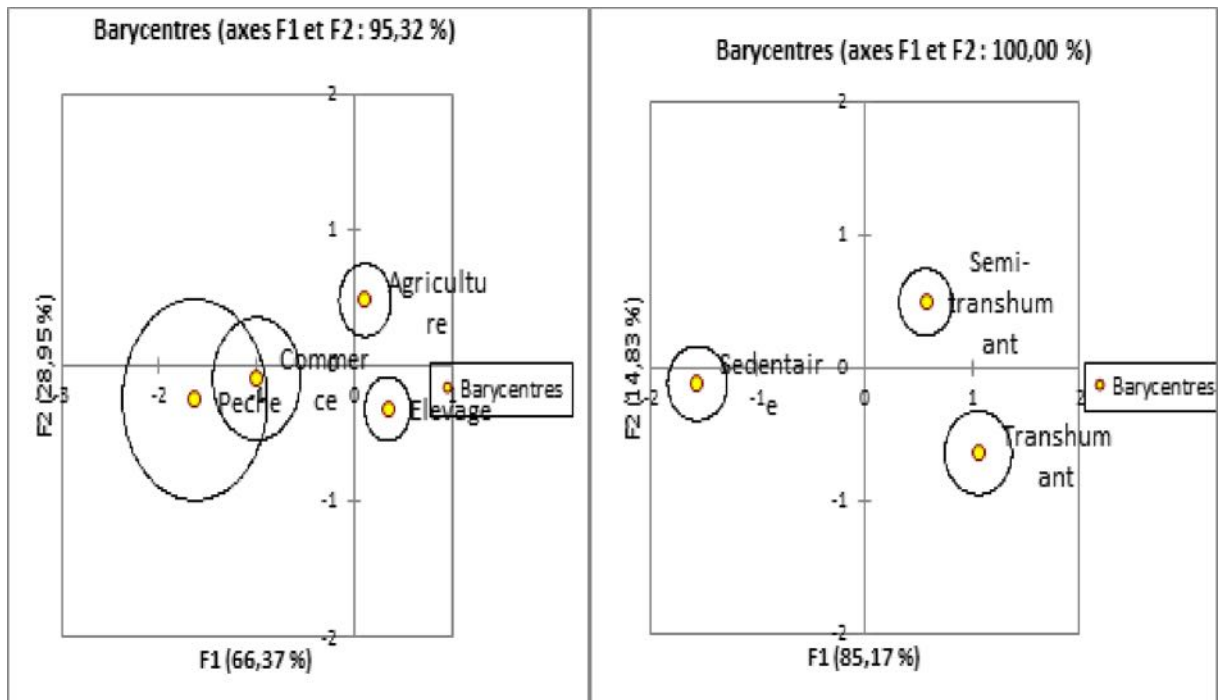 Barycentres (axes F1 et F2 : 95,32 %)
2
1
Agricultu
re
Commer
ce
0
-3
-2
-1
0
1
Peche
Elevage
Barycentres
-1
-2
F2 (28,95 %)
F1 (66,37 %)
Barycentres (axes F1 et F2 : 100,00 %)
2
1
Semi-
transhum
ant
Sedentair
e
0
-2
-1
0
1
2
Barycentres
Transhum
ant
-1
-2
F2 (14,83 %)
F1 (85,17 %)